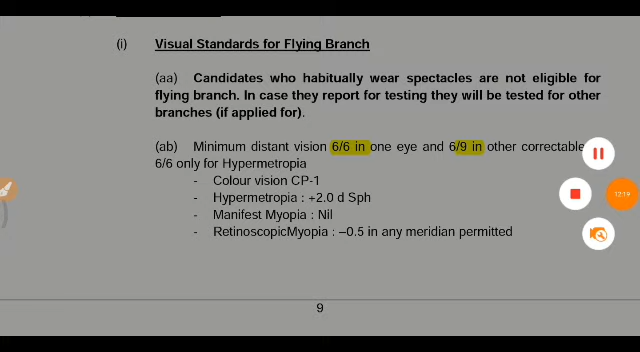 (i) Visual Standards for Flying Branch
(aa) Candidates who habitually wear spectacles are not eligible for
flying branch. In case they report for testing they will be tested for other
branches (if applied for).
(ab) Minimum distant vision 6/6 in one eye and 6/9 in other correctable
6/6 only for Hypermetropia
- Colour vision CP-1
- Hypermetropia : +2.0 d Sph
- Manifest Myopia : Nil
- RetinoscopicMyopia : –0.5 in any meridian permitted
9
12:19